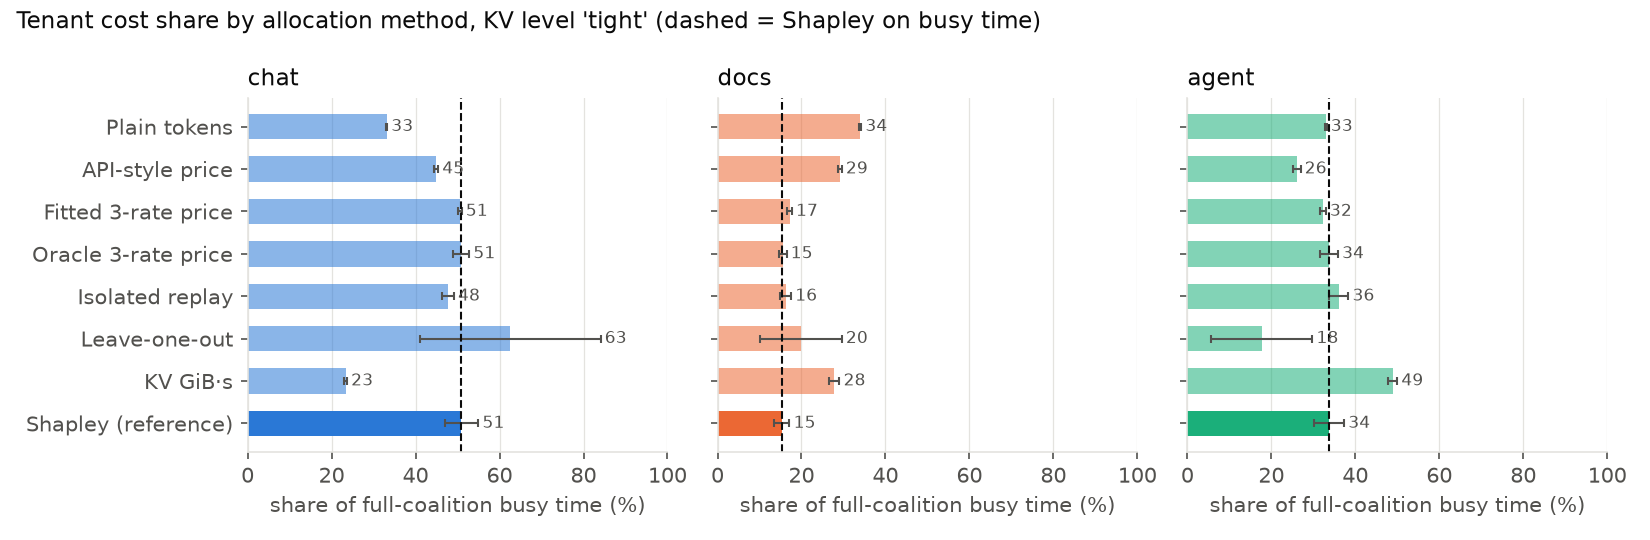 Tenant cost share by allocation method, KV level 'tight' (dashed = Shapley on busy time)
chat
docs
agent
Plain tokens 33 34 33
API-style price 45 29 26
Fitted 3-rate price 51 17 32
Oracle 3-rate price 51 15 34
Isolated replay 48 16 36
Leave-one-out 63 20 18
KV GiB·s 23 28 49
Shapley (reference) 51 15 34
0 20 40 60 80 100 0 20 40 60 80 100 0 20 40 60 80 100
share of full-coalition busy time (%) share of full-coalition busy time (%) share of full-coalition busy time (%)